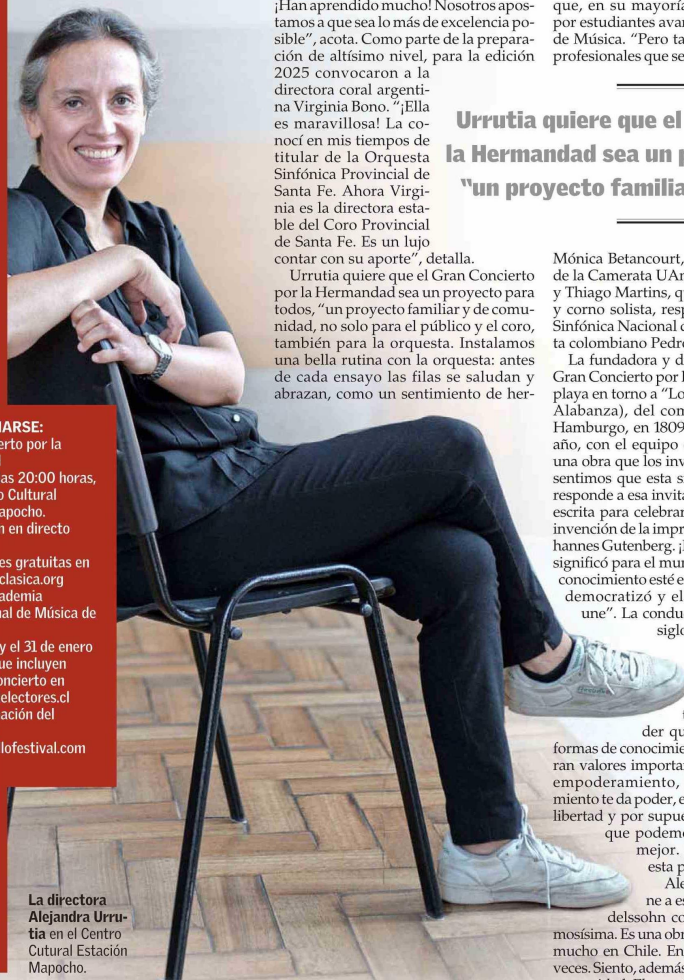 ¡Han aprendido mucho! Nosotros apos-
tamos a que sea lo más de excelencia po-
sible”, acota. Como parte de la prepara-
ción de altísimo nivel, para la edición
2025 convocaron a la
directora coral argenti-
na Virginia Bono. “¡Ella
es maravillosa! La co-
nocí en mis tiempos de
titular de la Orquesta
Sinfónica Provincial de
Santa Fe. Ahora Virgi-
nia es la directora esta-
ble del Coro Provincial
de Santa Fe. Es un lujo
contar con su aporte”, detalla.
Urrutia quiere que el Gran Concierto
por la Hermandad sea un proyecto para
todos, “un proyecto familiar y de comu-
nidad, no solo para el público y el coro,
también para la orquesta. Instalamos
una bella rutina con la orquesta: antes
de cada ensayo las filas se saludan y
abrazan, como un sentimiento de her-
que, en su mayoría
por estudiantes avan
de Música. “Pero ta
profesionales que se
Urrutia quiere que el
la Hermandad sea un p
“un proyecto familia
Mónica Betancourt,
de la Camerata UAn
y Thiago Martins, q
y corno solista, resp
Sinfónica Nacional d
ta colombiano Pedro
La fundadora y d
Gran Concierto por l
playa en torno a “Lo
Alabanza), del com
Hamburgo, en 1809
año, con el equipo
una obra que los inv
sentimos que esta si
responde a esa invita
escrita para celebrar
invención de la impr
hannes Gutenberg. ¡
significó para el mun
conocimiento esté e
democratizó y el
une”. La condu
siglo
der qu
formas de conocimie
ran valores importa
empoderamiento,
miento te da poder, e
libertad y por supue
que podem
mejor.
esta p
Ale
ne a es
delssohn co
mosísima. Es una obr
mucho en Chile. En
veces. Siento, además
ARSE:
erto por la
as 20:00 horas,
o Cultural
apocho.
n en directo
es gratuitas en
clasica.org
ademia
nal de Música de
y el 31 de enero
ue incluyen
oncierto en
electores.cl
ación del
lofestival.com
La directora
Alejandra Urru-
tia en el Centro
Cutural Estación
Mapocho.